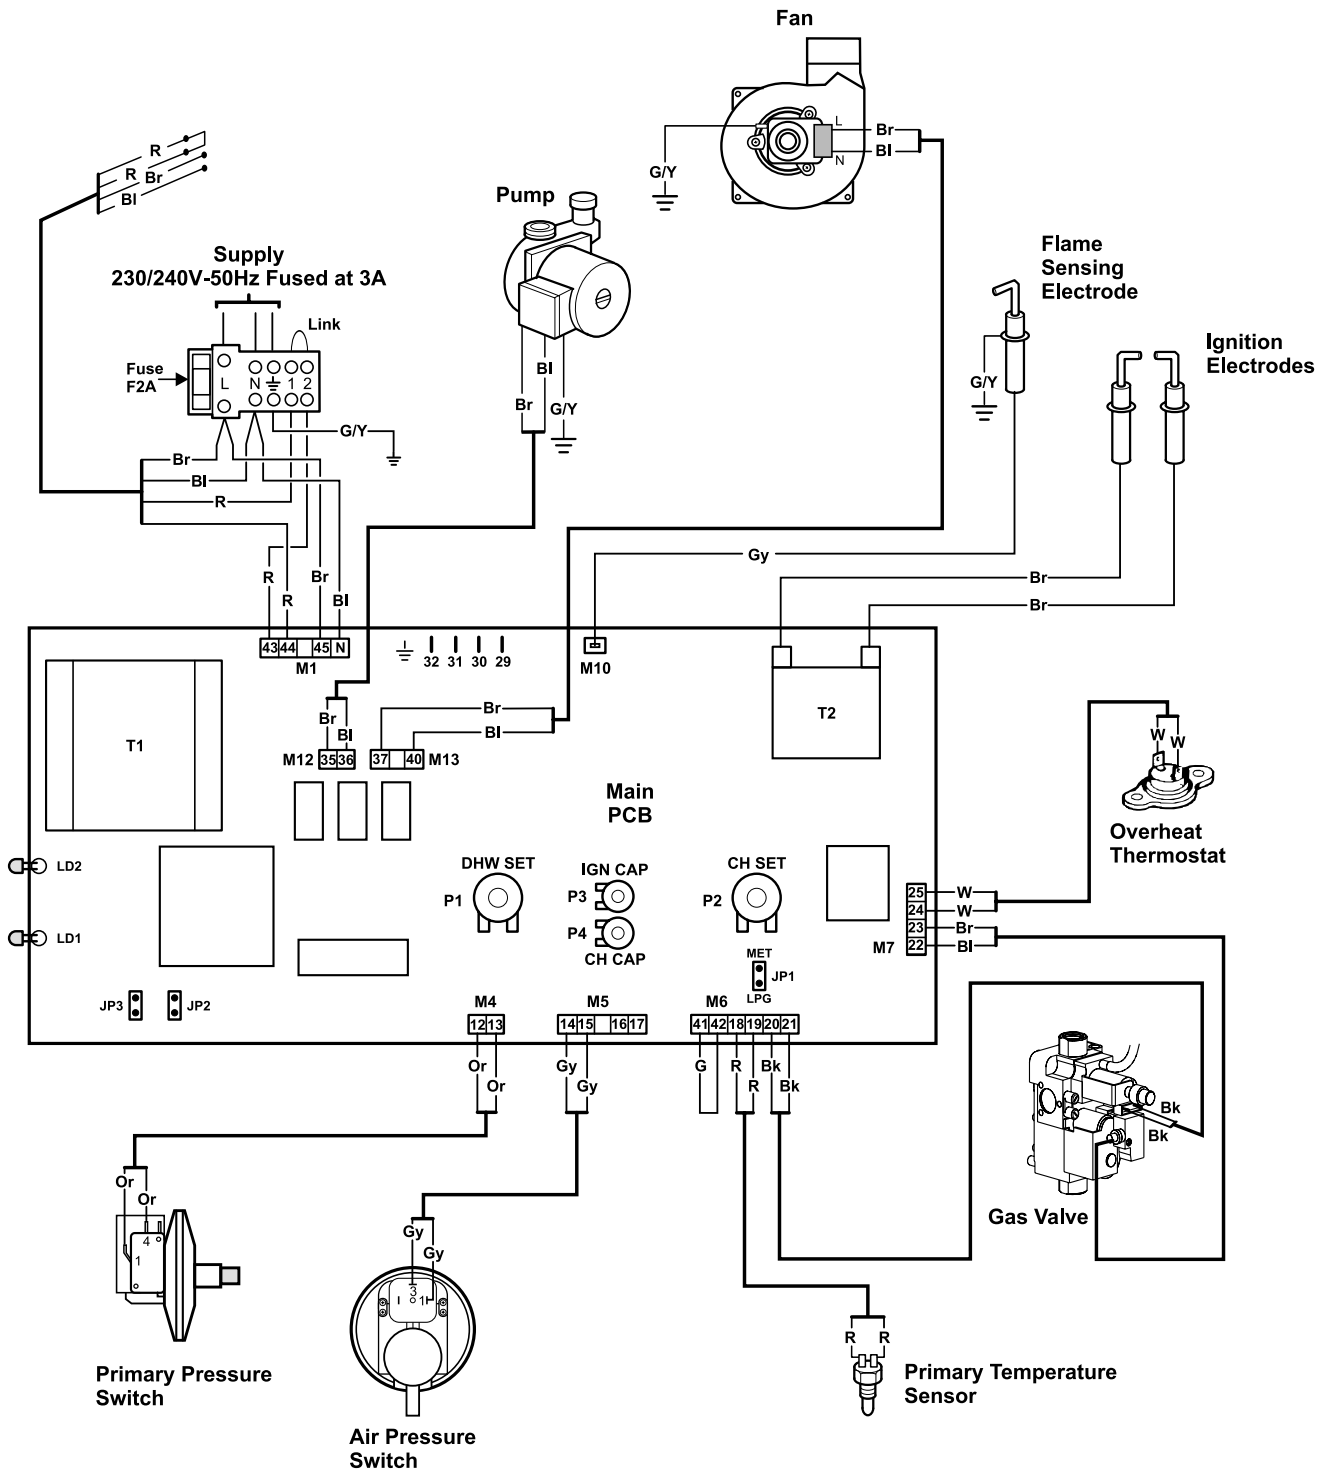 Fan
L
Br
Bl
N
G/Y
R
R
Br
Bl
Pump
Supply
230/240V-50Hz Fused at 3A
Link
Fuse
F2A
L
N
1
2
G/Y
Br
Bl
R
R
R
Br
Bl
Bl
Br
G/Y
Flame
Sensing
Electrode
G/Y
Ignition
Electrodes
Gy
Br
Br
43
44
45
N
M1
32
31
30
29
M10
T1
T2
Br
Bl
Br
Bl
M12
35
36
37
40
M13
Main
PCB
W
W
Overheat
Thermostat
LD2
LD1
DHW SET
P1
IGN CAP
P3
P4
CH CAP
CH SET
P2
25
24
23
22
W
W
Br
Bl
M7
MET
JP1
LPG
JP3
JP2
M4
12
13
M5
14
15
16
17
M6
41
42
18
19
20
21
Or
Or
Gy
Gy
G
R
R
Bk
Bk
Bk
Bk
Gas Valve
Or
Or
4
1
Primary Pressure
Switch
Gy
Gy
3
1
Air Pressure
Switch
R
R
Primary Temperature
Sensor